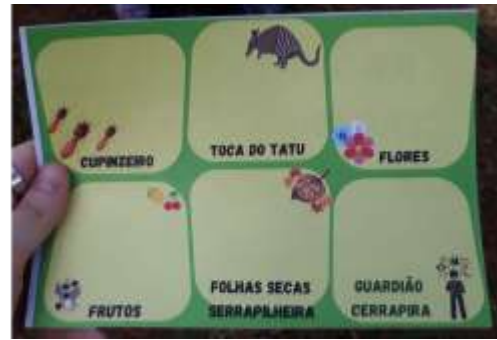 CUPINZEIRO
TOCA DO TATU
FLORES
FRUTOS
FOLHAS SECAS
SERRAPILHEIRA
GUARDIÃO
CERRAPIRA